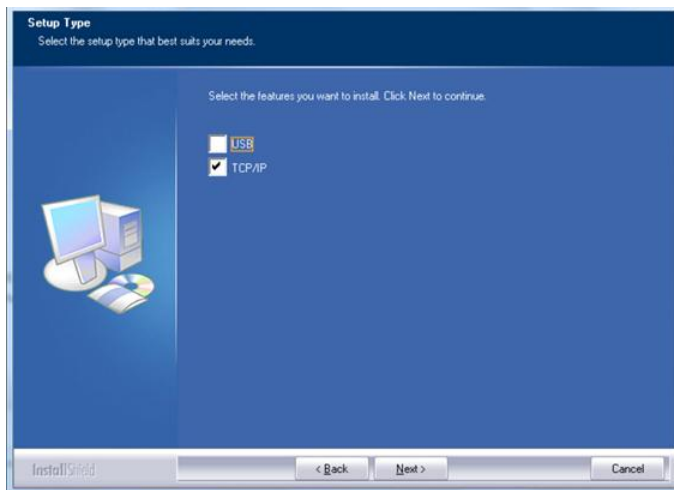 Setup Type
Select the setup type that best suits your needs.
Select the features you want to install. Click Next to continue.
USB
TCP/IP
InstallShield
< Back
Next >
Cancel